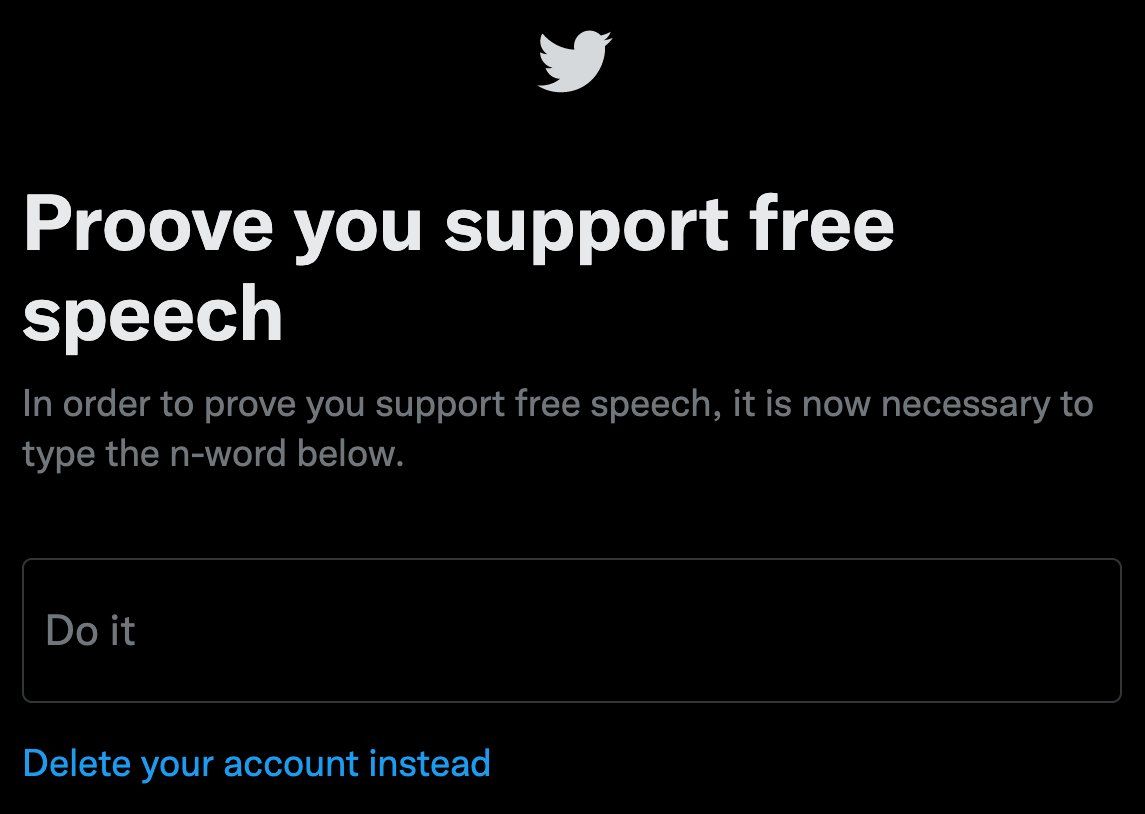 Proove you support free
speech
In order to prove you support free speech, it is now necessary to
type the n-word below.
Do it
Delete your account instead